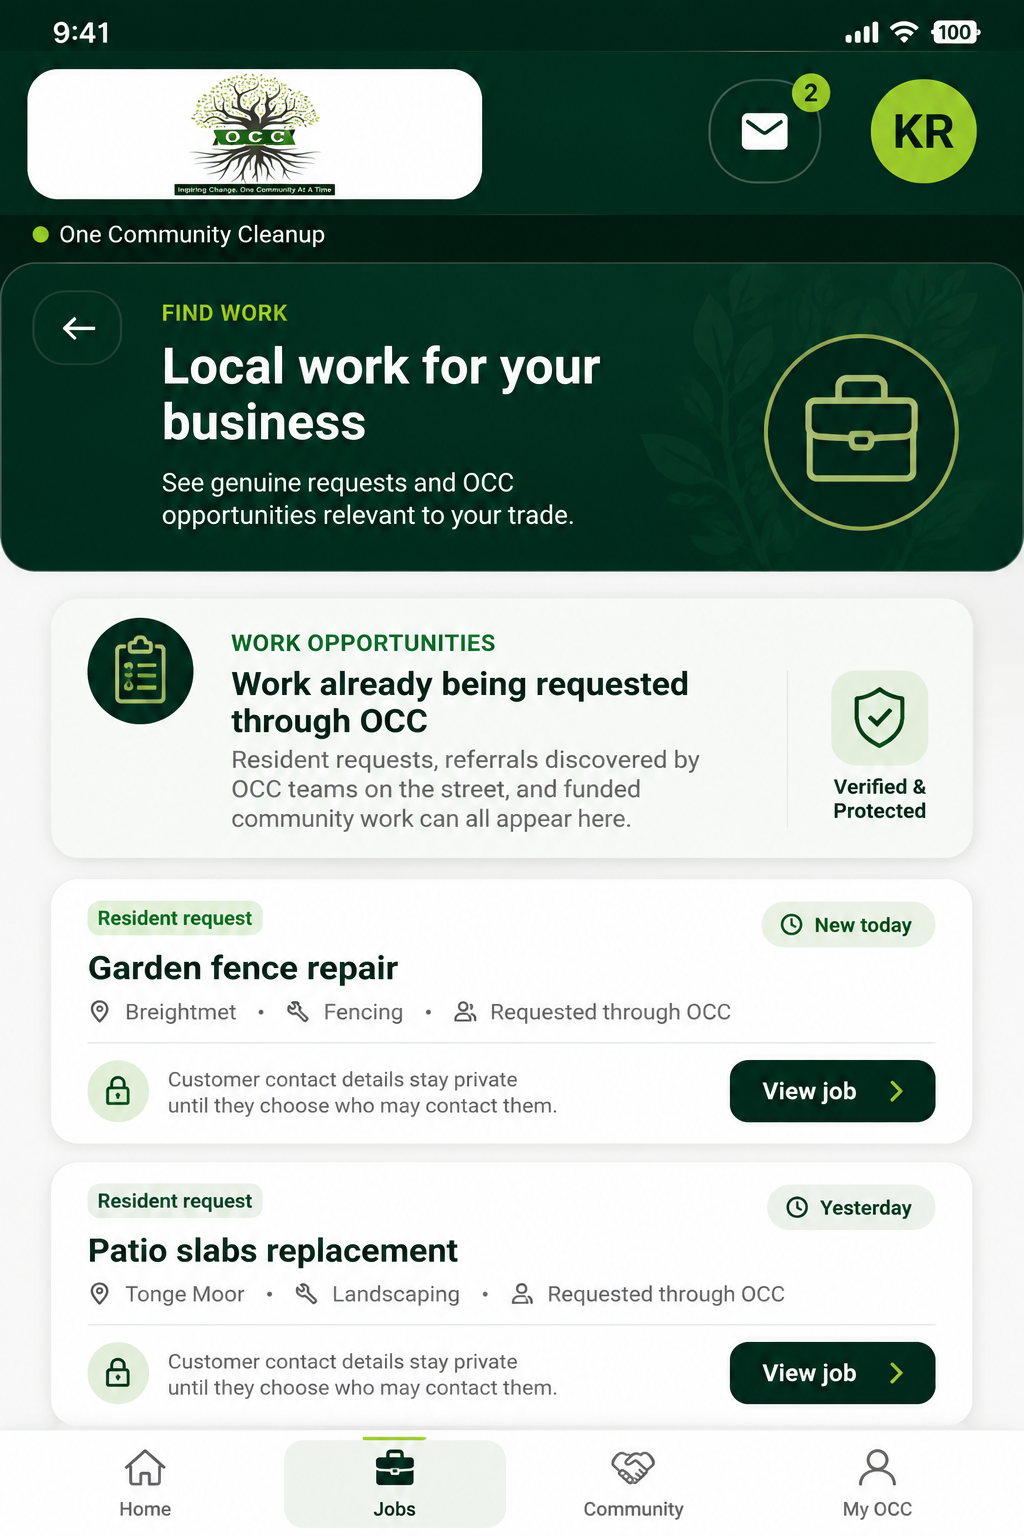 9:41
100
OCC
Inspiring Change. One Community At A Time
2
KR
One Community Cleanup
FIND WORK
Local work for your
business
See genuine requests and OCC
opportunities relevant to your trade.
WORK OPPORTUNITIES
Work already being requested
through OCC
Resident requests, referrals discovered by
OCC teams on the street, and funded
community work can all appear here.
Verified &
Protected
Resident request
New today
Garden fence repair
Breightmet • Fencing • Requested through OCC
Customer contact details stay private
until they choose who may contact them.
View job
Resident request
Yesterday
Patio slabs replacement
Tonge Moor • Landscaping • Requested through OCC
Customer contact details stay private
until they choose who may contact them.
View job
Home
Jobs
Community
My OCC